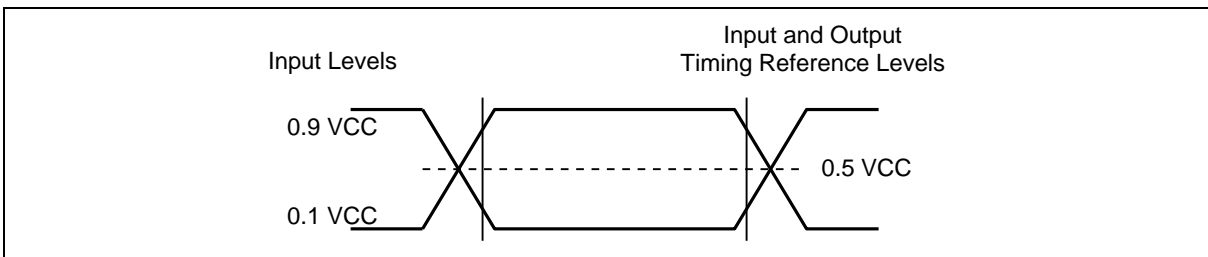 Input Levels
Input and Output
Timing Reference Levels
0.9 VCC
0.5 VCC
0.1 VCC